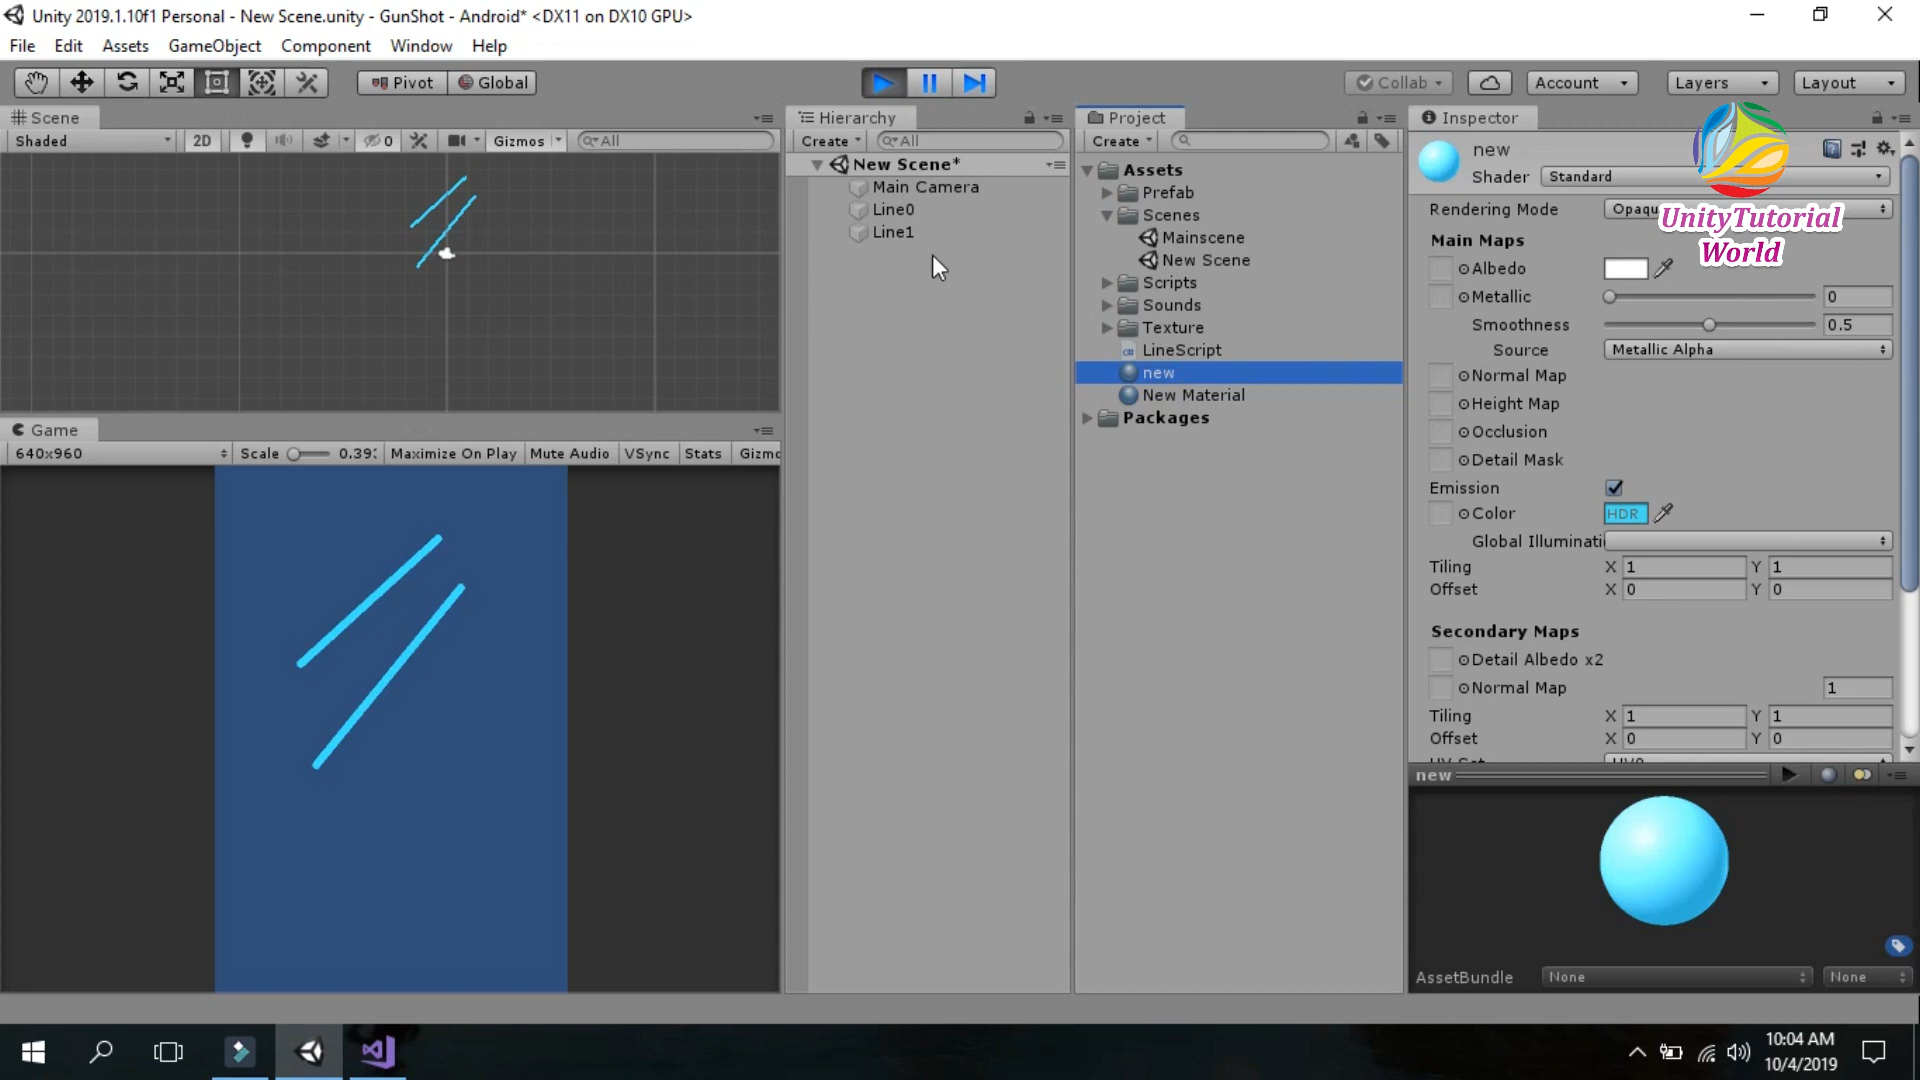 Unity 2019.1.10f1 Personal - New Scene.unity - GunShot - Android* <DX11 on DX10 GPU>
File Edit Assets GameObject Component Window Help
Pivot Global Collab Account Layers Layout
Scene
Shaded 2D 0 Gizmos All
Game
640x960 Scale 0.39: Maximize On Play Mute Audio VSync Stats Gizmo
Hierarchy
Create All
New Scene*
Main Camera
Line0
Line1
Project
Create
Assets
Prefab
Scenes
Mainscene
New Scene
Scripts
Sounds
Texture
LineScript
new
New Material
Packages
Inspector
new
Shader Standard
Rendering Mode Opaqu
UnityTutorial
World
Main Maps
Albedo
Metallic 0
Smoothness 0.5
Source Metallic Alpha
Normal Map
Height Map
Occlusion
Detail Mask
Emission
Color HDR
Global Illuminati
Tiling X 1 Y 1
Offset X 0 Y 0
Secondary Maps
Detail Albedo x2
Normal Map 1
Tiling X 1 Y 1
Offset X 0 Y 0
new
AssetBundle None None
10:04 AM
10/4/2019